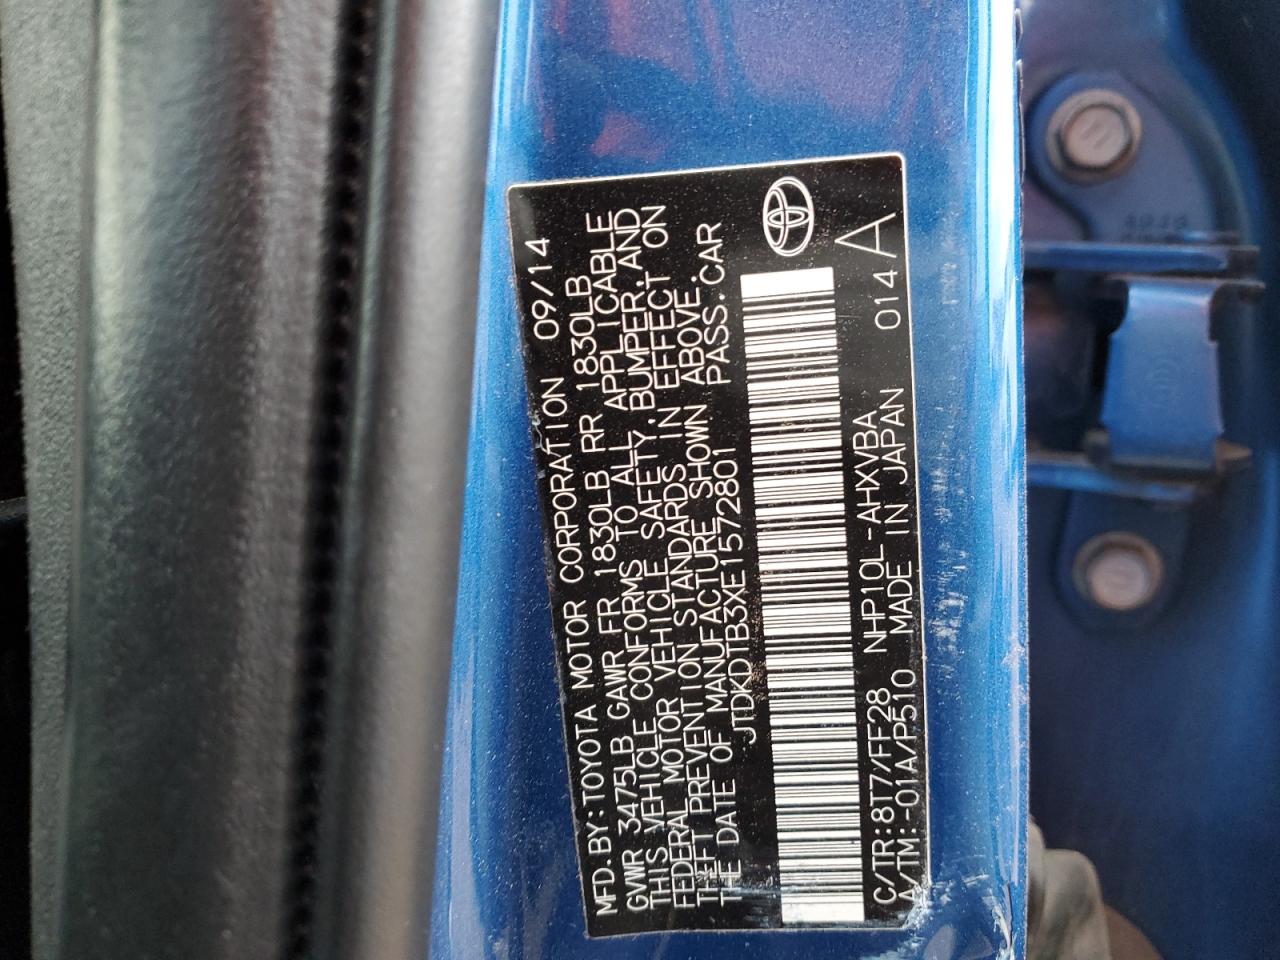 MFD.BY:TOYOTA MOTOR CORPORATION 09/14
GVWR 3475LB GAWR FR 1830LB RR 1830LB
THIS VEHICLE CONFORMS TO ALL APPLICABLE
FEDERAL MOTOR VEHICLE SAFETY,BUMPER,AND
THEFT PREVENTION STANDARDS IN EFFECT ON
THE DATE OF MANUFACTURE SHOWN ABOVE.
JTDKDTB3XE1572801 PASS.CAR
C/TR:8T7/FF28 NHP10L-AHXVBA 014 A
A/TM:-01A/P510 MADE IN JAPAN